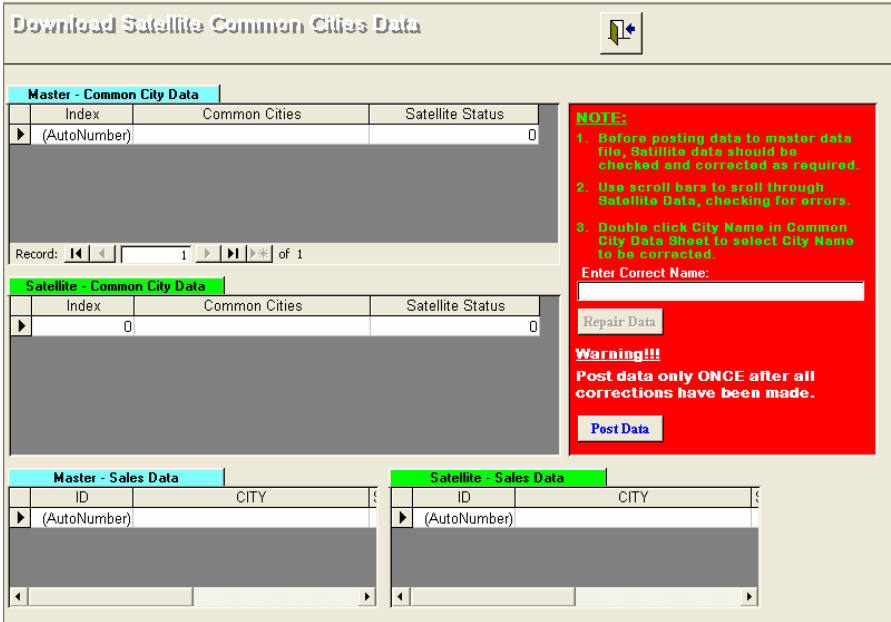 Download Satellite Common Cities Data
Master - Common City Data
Index Common Cities Satellite Status
(AutoNumber) 0
Record: 1 of 1
Satellite - Common City Data
Index Common Cities Satellite Status
0 0
NOTE:
1. Before posting data to master data
file, Satillite data should be
checked and corrected as required.
2. Use scroll bars to sroll through
Satellite Data, checking for errors.
3. Double click City Name in Common
City Data Sheet to select City Name
to be corrected.
Enter Correct Name:
Repair Data
Warning!!!
Post data only ONCE after all
corrections have been made.
Post Data
Master - Sales Data
ID CITY
(AutoNumber)
Satellite - Sales Data
ID CITY
(AutoNumber)